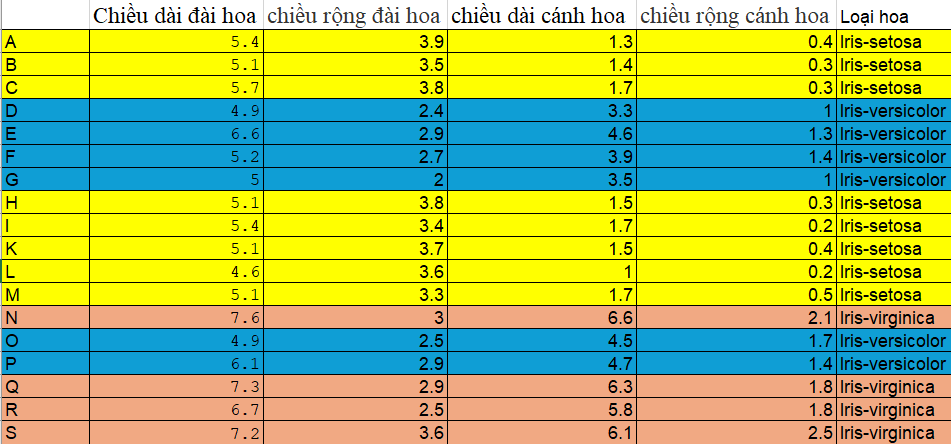 Chiều dài đài hoa chiều rộng đài hoa chiều dài cánh hoa chiều rộng cánh hoa Loại hoa
A 5.4 3.9 1.3 0.4 Iris-setosa
B 5.1 3.5 1.4 0.3 Iris-setosa
C 5.7 3.8 1.7 0.3 Iris-setosa
D 4.9 2.4 3.3 1 Iris-versicolor
E 6.6 2.9 4.6 1.3 Iris-versicolor
F 5.2 2.7 3.9 1.4 Iris-versicolor
G 5 2 3.5 1 Iris-versicolor
H 5.1 3.8 1.5 0.3 Iris-setosa
I 5.4 3.4 1.7 0.2 Iris-setosa
K 5.1 3.7 1.5 0.4 Iris-setosa
L 4.6 3.6 1 0.2 Iris-setosa
M 5.1 3.3 1.7 0.5 Iris-setosa
N 7.6 3 6.6 2.1 Iris-virginica
O 4.9 2.5 4.5 1.7 Iris-versicolor
P 6.1 2.9 4.7 1.4 Iris-versicolor
Q 7.3 2.9 6.3 1.8 Iris-virginica
R 6.7 2.5 5.8 1.8 Iris-virginica
S 7.2 3.6 6.1 2.5 Iris-virginica